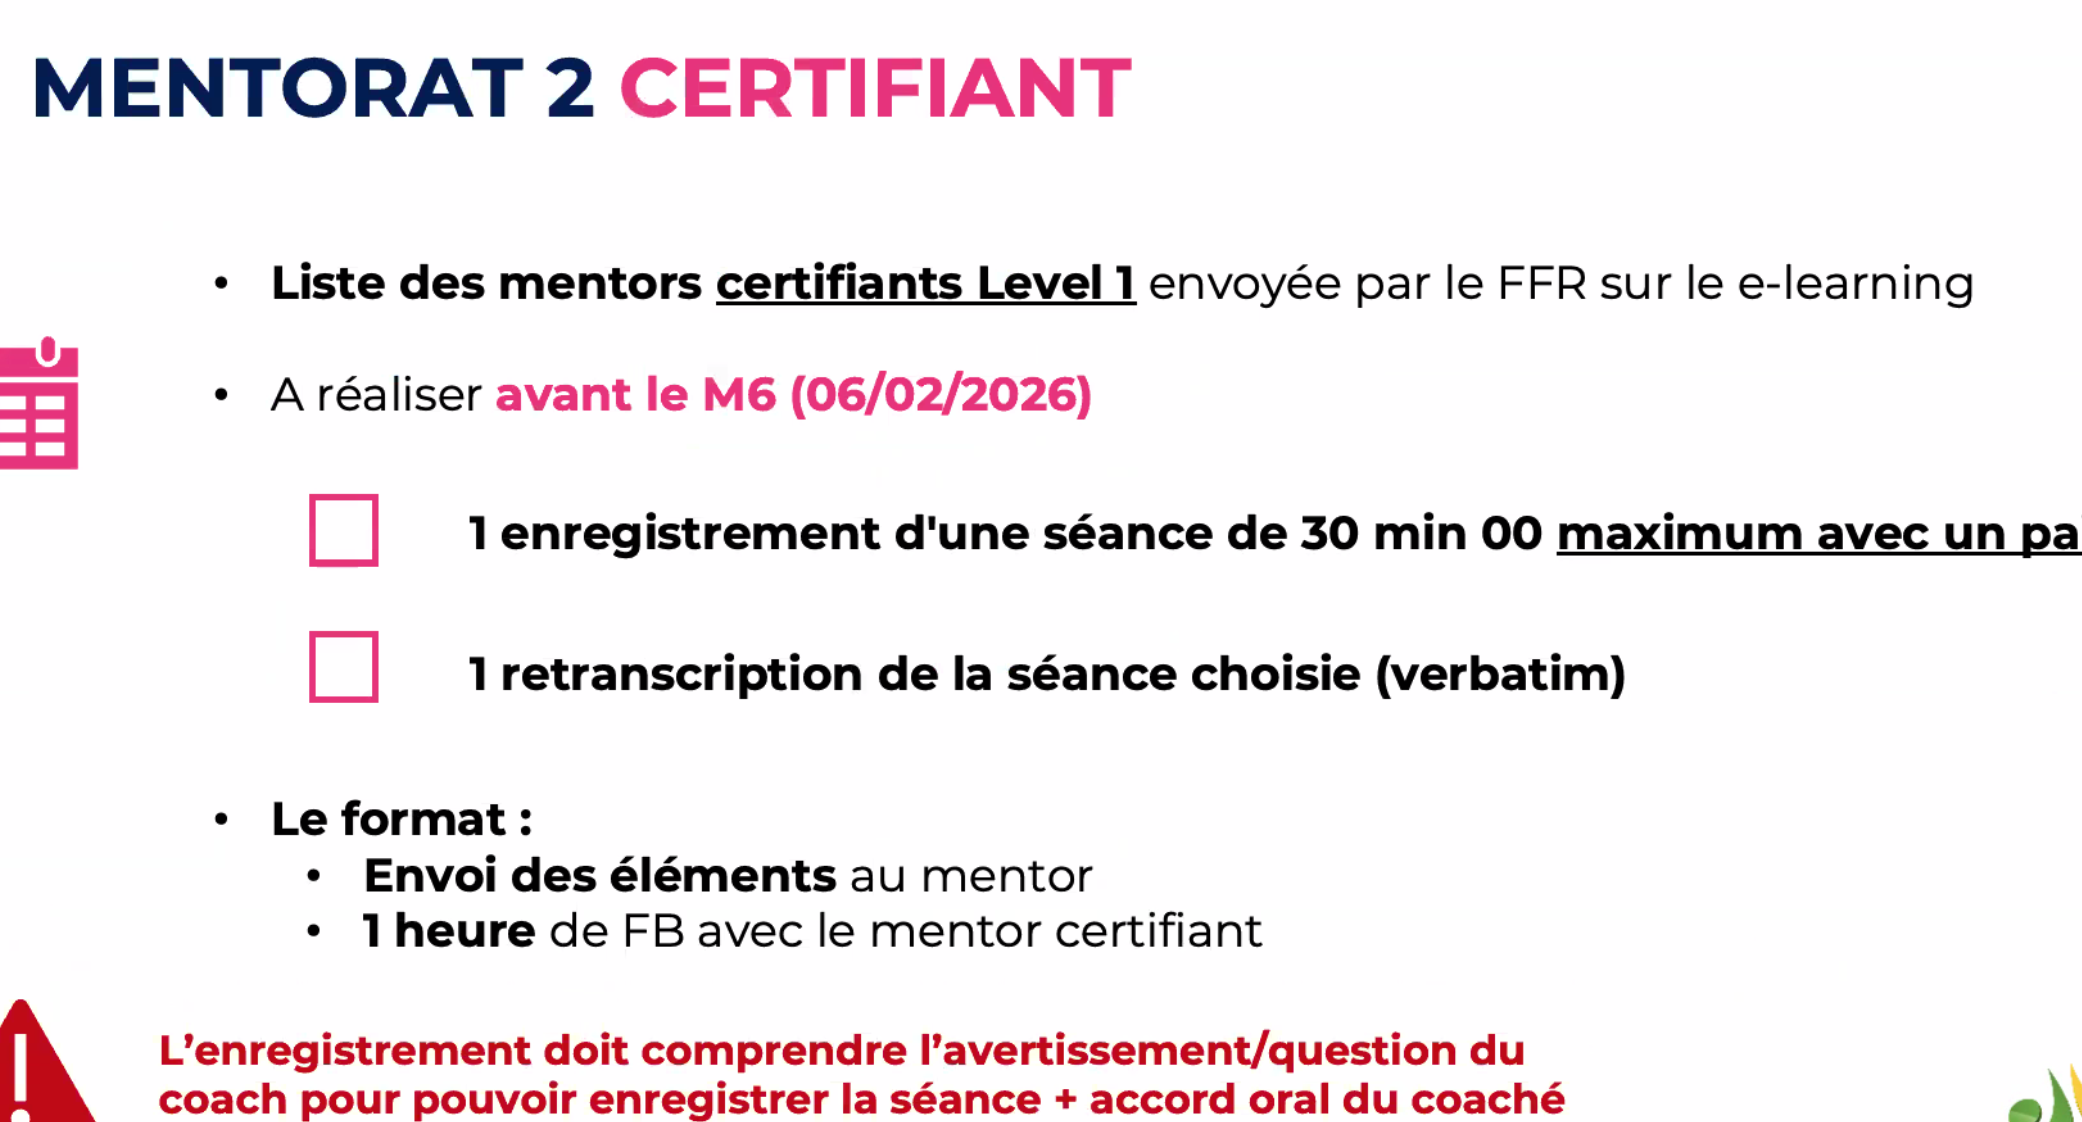 MENTORAT 2 CERTIFIANT
• Liste des mentors certifiants Level 1 envoyée par le FFR sur le e-learning
• A réaliser avant le M6 (06/02/2026)
1 enregistrement d'une séance de 30 min 00 maximum avec un
1 retranscription de la séance choisie (verbatim)
• Le format :
• Envoi des éléments au mentor
• 1 heure de FB avec le mentor certifiant
L’enregistrement doit comprendre l’avertissement/question du
coach pour pouvoir enregistrer la séance + accord oral du coaché